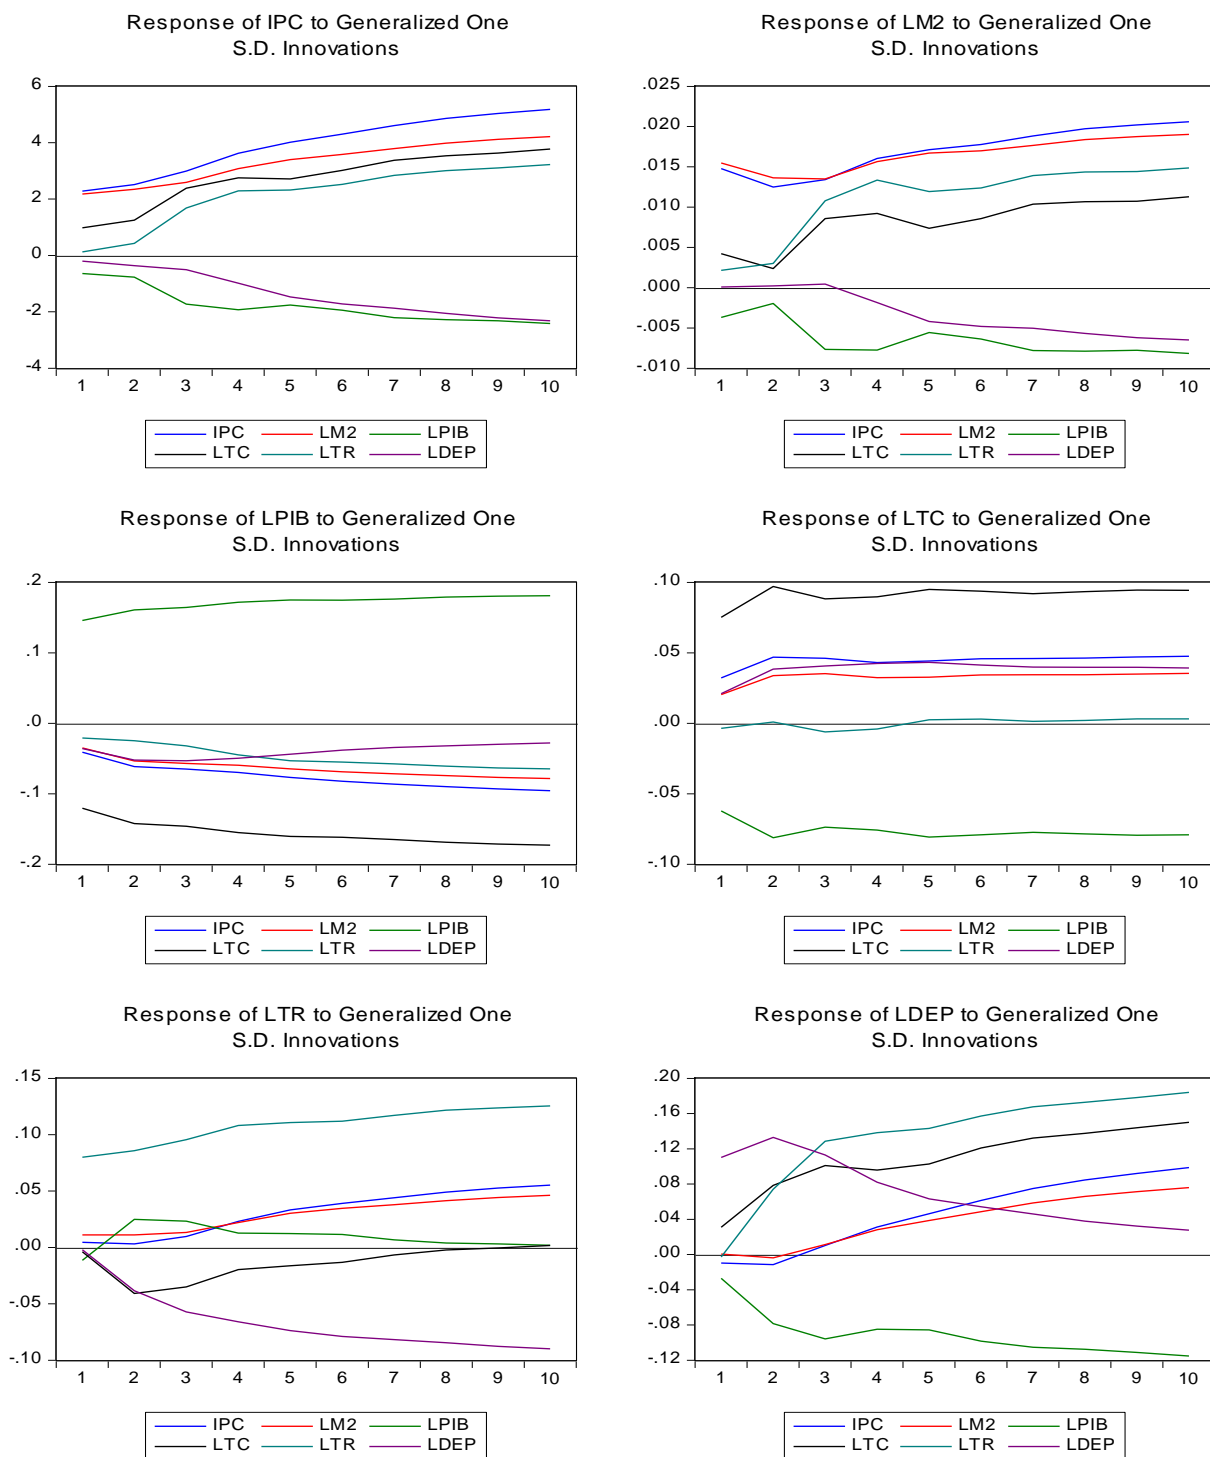 Response of IPC to Generalized One
S.D. Innovations
6
4
2
0
-2
-4
1 2 3 4 5 6 7 8 9 10
IPC LM2 LPIB
LTC LTR LDEP
Response of LM2 to Generalized One
S.D. Innovations
.025
.020
.015
.010
.005
.000
-.005
-.010
1 2 3 4 5 6 7 8 9 10
IPC LM2 LPIB
LTC LTR LDEP
Response of LPIB to Generalized One
S.D. Innovations
.2
.1
.0
-.1
-.2
1 2 3 4 5 6 7 8 9 10
IPC LM2 LPIB
LTC LTR LDEP
Response of LTC to Generalized One
S.D. Innovations
.10
.05
.00
-.05
-.10
1 2 3 4 5 6 7 8 9 10
IPC LM2 LPIB
LTC LTR LDEP
Response of LTR to Generalized One
S.D. Innovations
.15
.10
.05
.00
-.05
-.10
1 2 3 4 5 6 7 8 9 10
IPC LM2 LPIB
LTC LTR LDEP
Response of LDEP to Generalized One
S.D. Innovations
.20
.16
.12
.08
.04
.00
-.04
-.08
-.12
1 2 3 4 5 6 7 8 9 10
IPC LM2 LPIB
LTC LTR LDEP